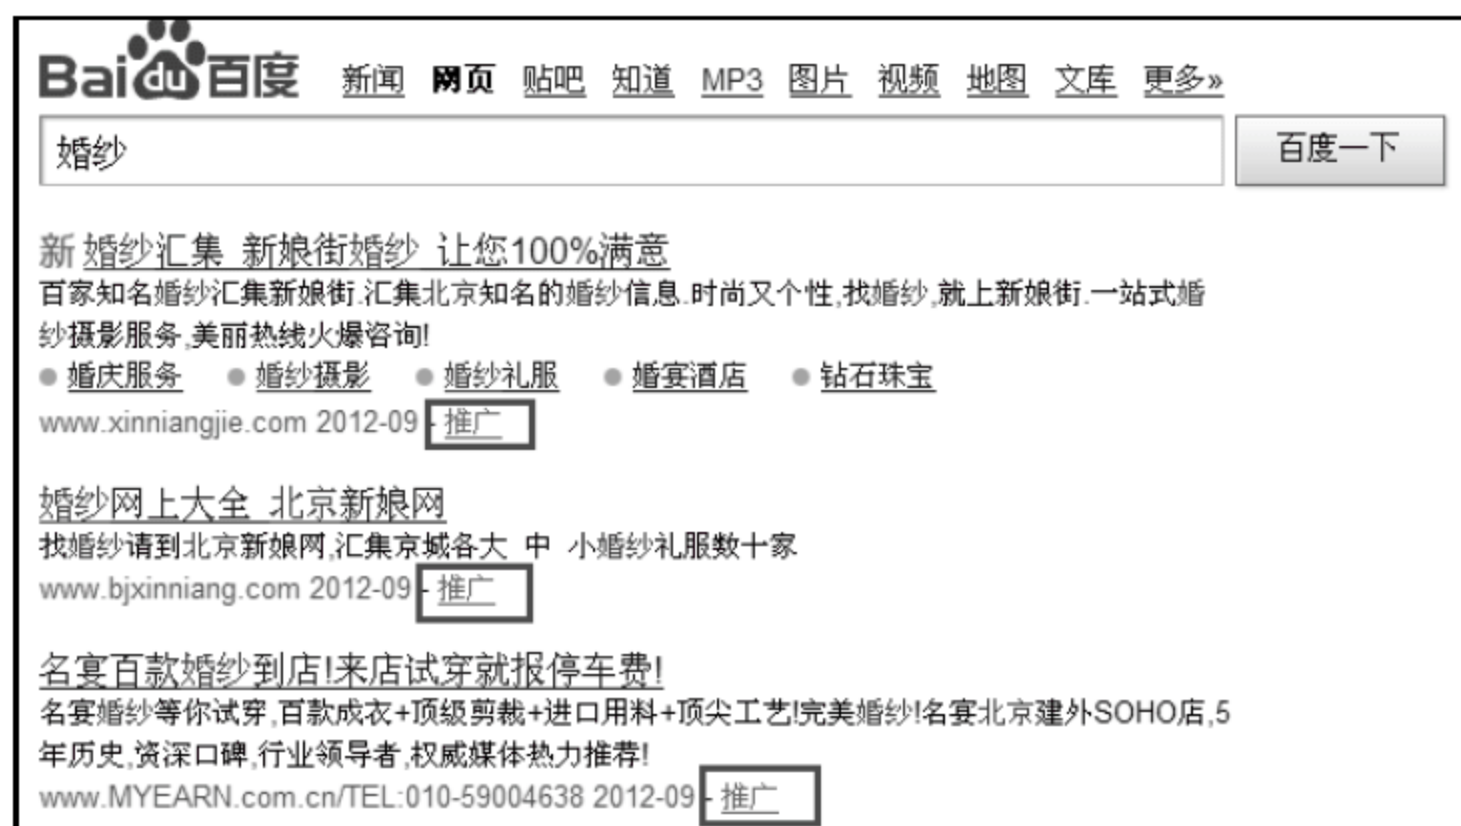 Bai du 百度 新闻 网页 贴吧 知道 MP3 图片 视频 地图 文库 更多»
婚纱 百度一下
新 婚纱汇集 新娘街婚纱 让您100%满意
百家知名婚纱汇集新娘街.汇集北京知名的婚纱信息.时尚又个性,找婚纱,就上新娘街.一站式婚
纱摄影服务,美丽热线火爆咨询!
● 婚庆服务 ● 婚纱摄影 ● 婚纱礼服 ● 婚宴酒店 ● 钻石珠宝
www.xinniangjie.com 2012-09 - 推广
婚纱网上大全 北京新娘网
找婚纱请到北京新娘网,汇集京城各大 中 小婚纱礼服数十家
www.bjxinniang.com 2012-09 - 推广
名宴百款婚纱到店!来店试穿就报停车费!
名宴婚纱等你试穿,百款成衣+顶级剪裁+进口用料+顶尖工艺!完美婚纱!名宴北京建外SOHO店,5
年历史,资深口碑,行业领导者,权威媒体热力推荐!
www.MYEARN.com.cn/TEL:010-59004638 2012-09 - 推广